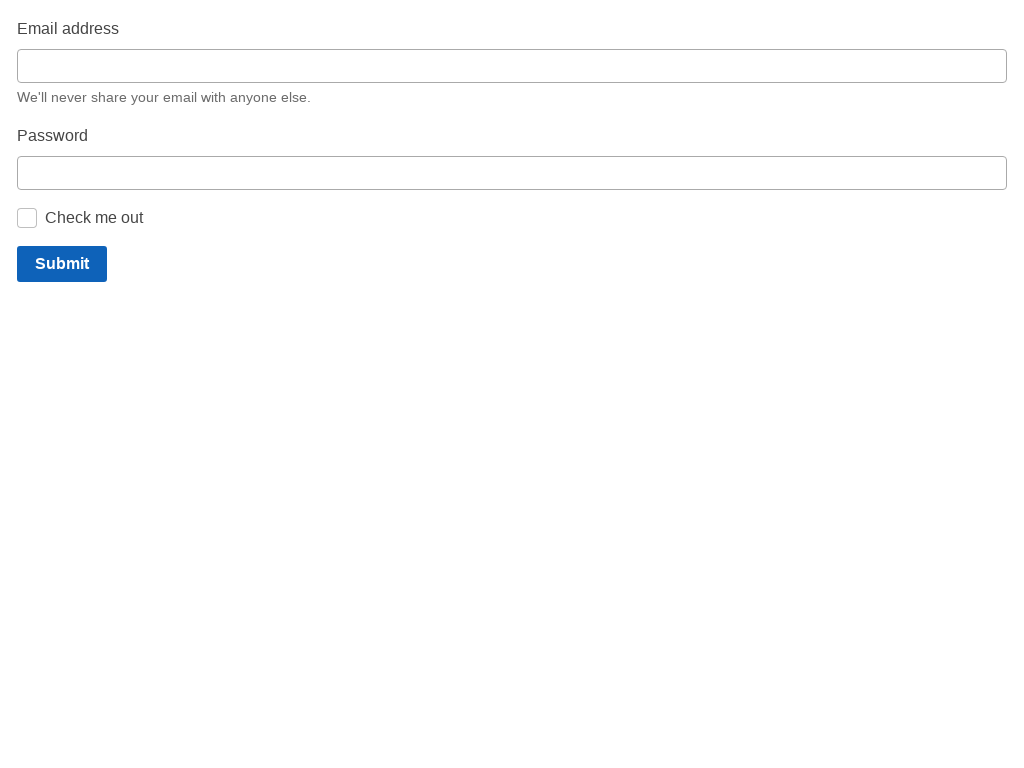 Email address
We'll never share your email with anyone else.
Password
Check me out
Submit